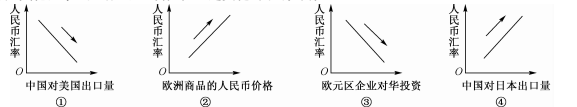 人民币汇率
O
中国对美国出口量
①
人民币汇率
O
欧洲商品的人民币价格
②
人民币汇率
O
欧元区企业对华投资
③
人民币汇率
O
中国对日本出口量
④